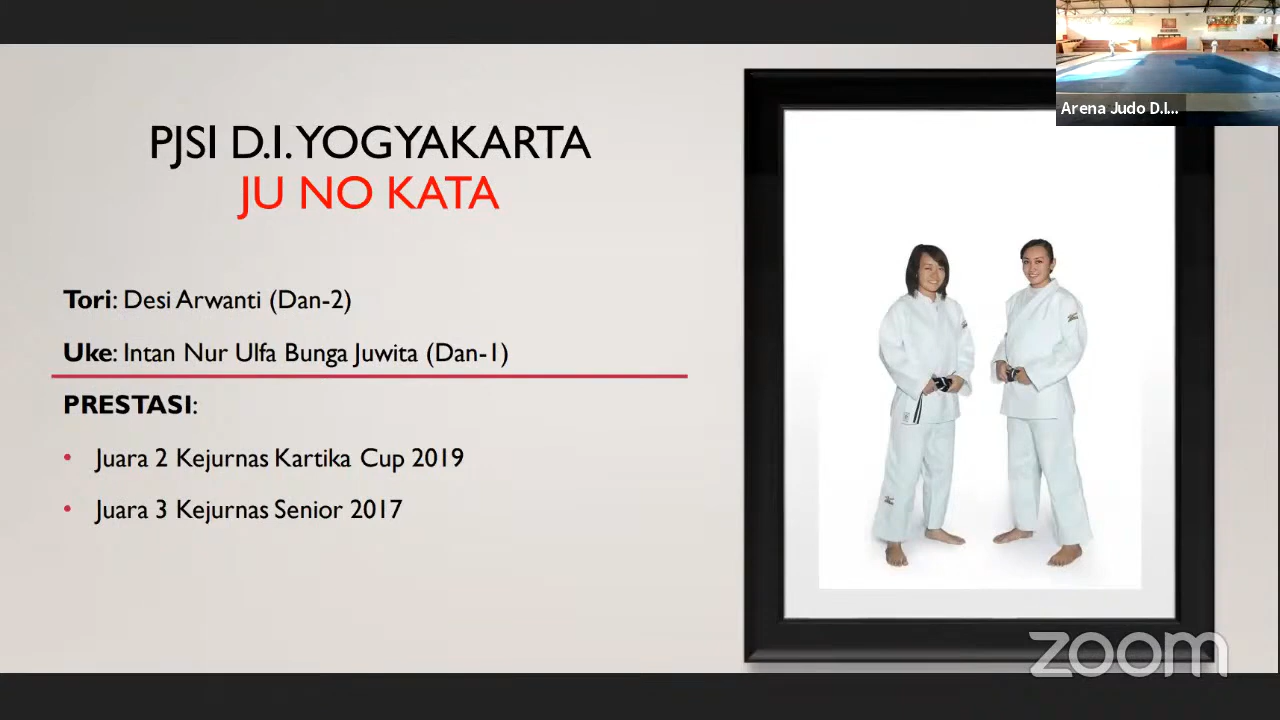 PJSI D.I. YOGYAKARTA
JU NO KATA
Tori: Desi Arwanti (Dan-2)
Uke: Intan Nur Ulfa Bunga Juwita (Dan-1)
PRESTASI:
• Juara 2 Kejurnas Kartika Cup 2019
• Juara 3 Kejurnas Senior 2017
Arena Judo D.I...
zoom